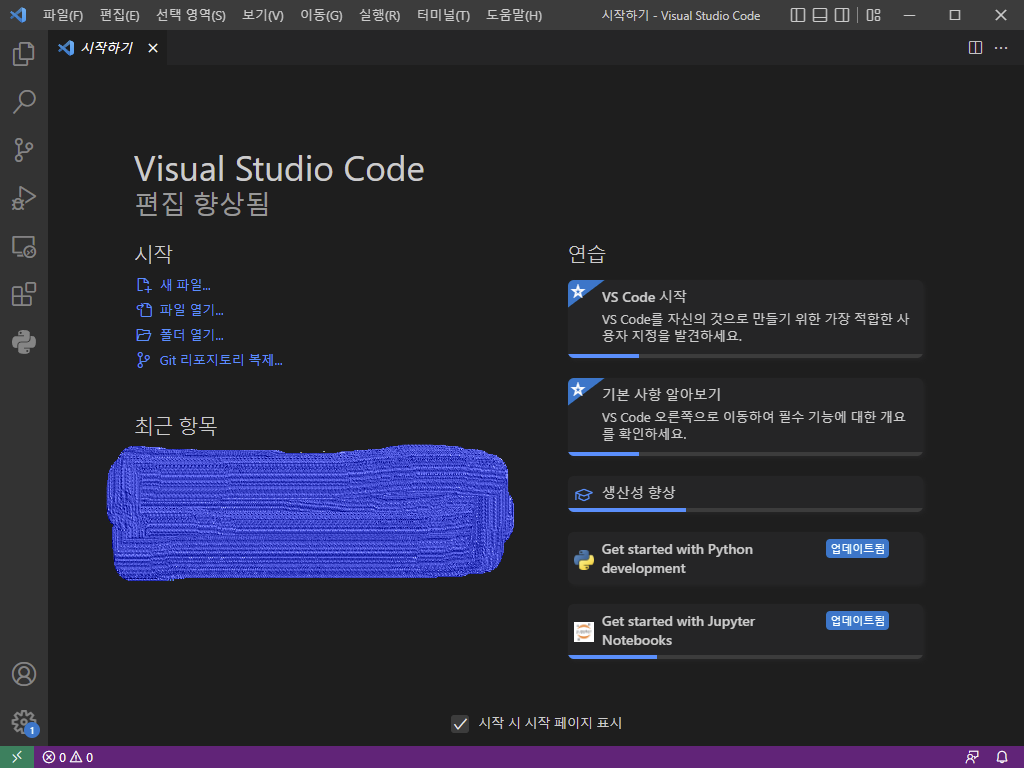 파일(F) 편집(E) 선택 영역(S) 보기(V) 이동(G) 실행(R) 터미널(T) 도움말(H) 시작하기 - Visual Studio Code
시작하기
Visual Studio Code
편집 향상됨
시작
새 파일...
파일 열기...
폴더 열기...
Git 리포지토리 복제...
최근 항목
연습
VS Code 시작
VS Code를 자신의 것으로 만들기 위한 가장 적합한 사
용자 지정을 발견하세요.
기본 사항 알아보기
VS Code 오른쪽으로 이동하여 필수 기능에 대한 개요
를 확인하세요.
생산성 향상
Get started with Python 업데이트됨
development
Get started with Jupyter 업데이트됨
Notebooks
시작 시 시작 페이지 표시
1
0 0